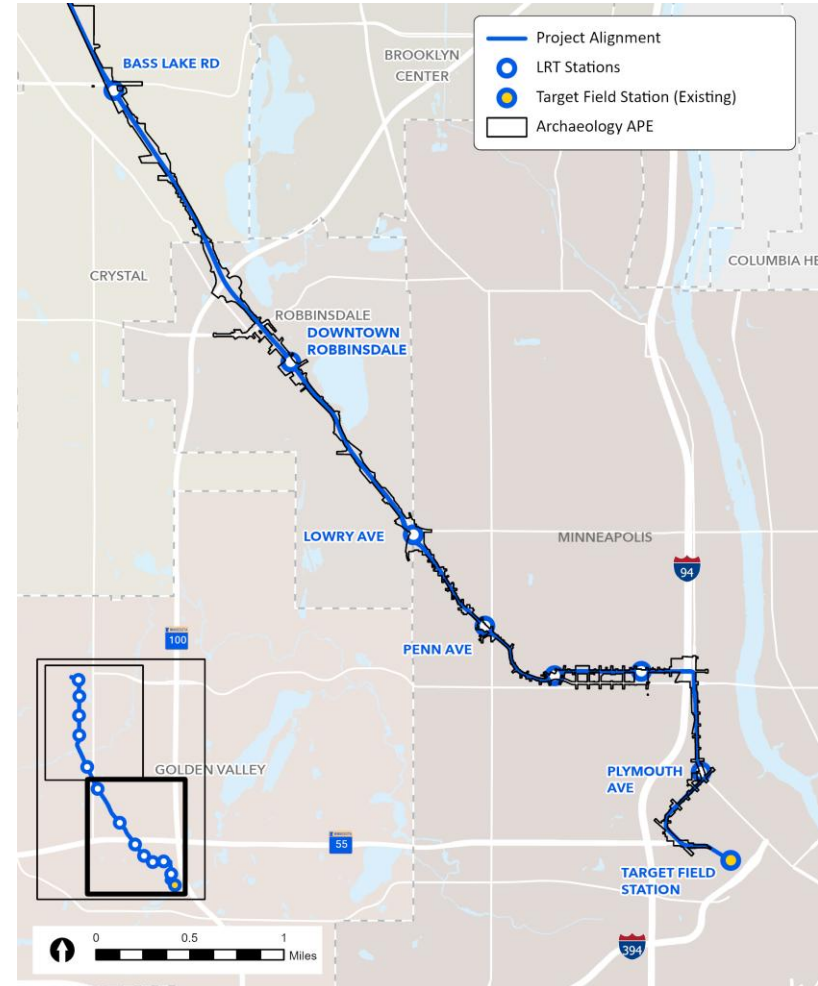 Project Alignment
LRT Stations
Target Field Station (Existing)
Archaeology APE
BASS LAKE RD
BROOKLYN
CENTER
COLUMBIA HE
CRYSTAL
ROBBINSDALE
DOWNTOWN
ROBBINSDALE
LOWRY AVE
MINNEAPOLIS
94
100
PENN AVE
GOLDEN VALLEY
PLYMOUTH
AVE
55
TARGET FIELD
STATION
394
0 0.5 1
Miles